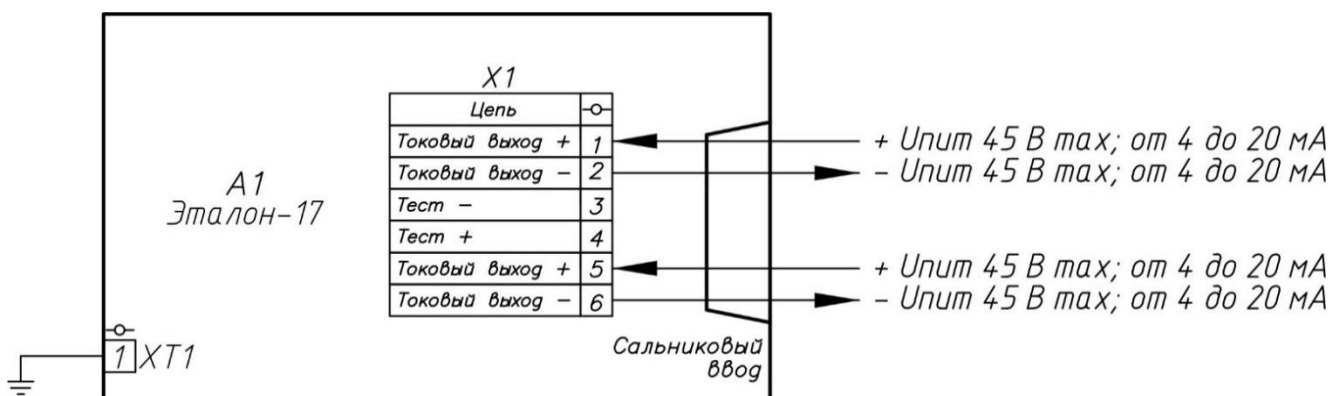 X1
Цепь
Токовый выход + 1
Токовый выход - 2
Тест - 3
Тест + 4
Токовый выход + 5
Токовый выход - 6
A1
Эталон-17
+ Uпит 45 В max; от 4 до 20 мА
- Uпит 45 В max; от 4 до 20 мА
+ Uпит 45 В max; от 4 до 20 мА
- Uпит 45 В max; от 4 до 20 мА
Сальниковый
ввод
1 XT1